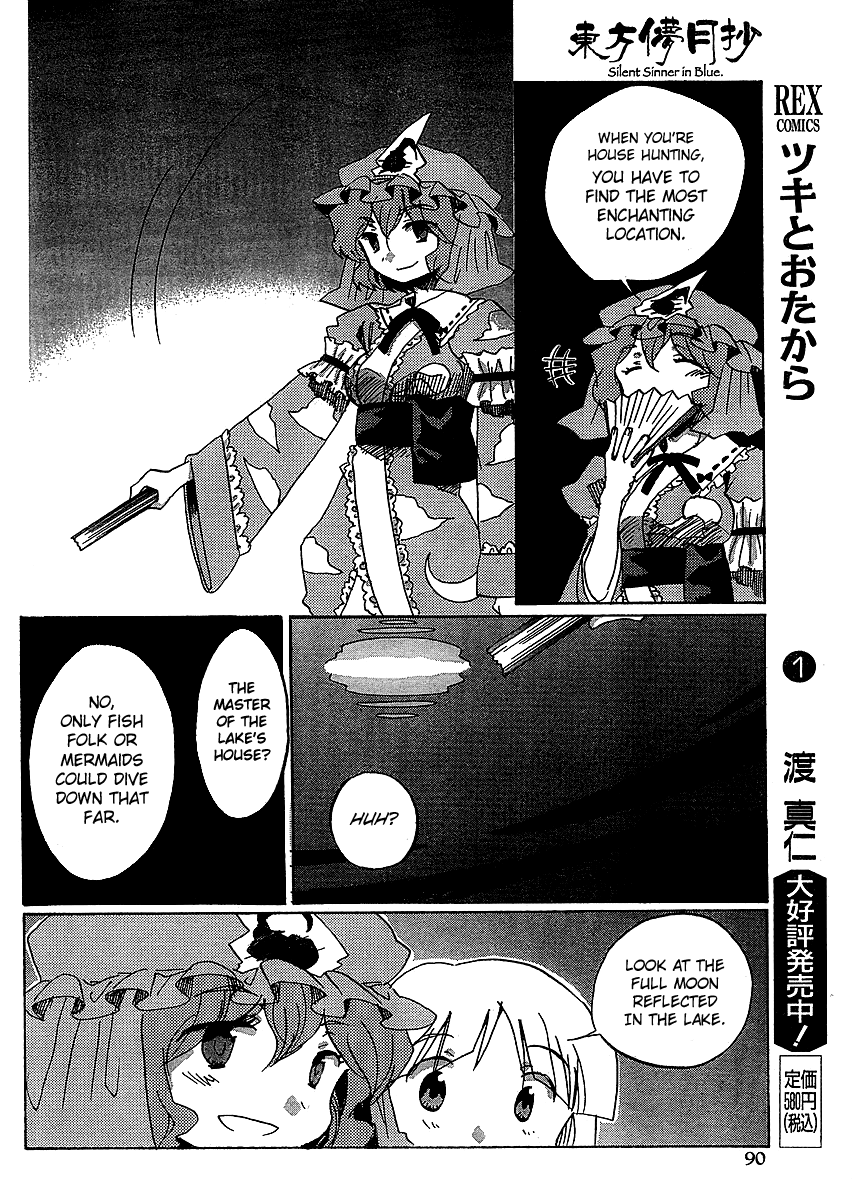 東方儚月抄
Silent Sinner in Blue.
REX
COMICS
ツキとおたから
1
渡 真仁
大好評発売中!
定価
580円
(税込)
WHEN YOU'RE
HOUSE HUNTING,
YOU HAVE TO
FIND THE MOST
ENCHANTING
LOCATION.
HUH?
THE
MASTER
OF THE
LAKE'S
HOUSE?
NO,
ONLY FISH
FOLK OR
MERMAIDS
COULD DIVE
DOWN THAT
FAR.
LOOK AT THE
FULL MOON
REFLECTED
IN THE LAKE.
90